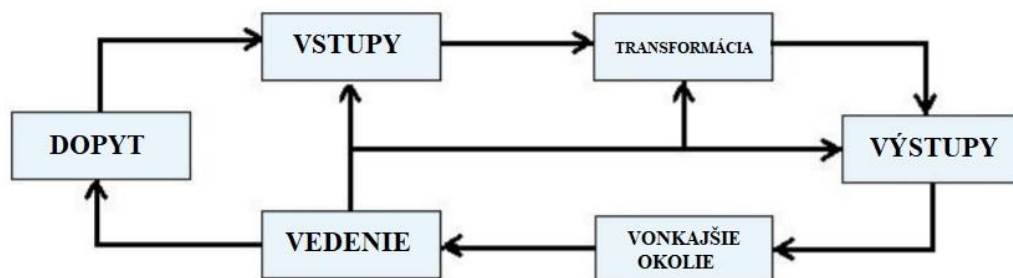 VSTUPY
TRANSFORMÁCIA
DOPYT
VÝSTUPY
VEDENIE
VONKAJŠIE
OKOLIE